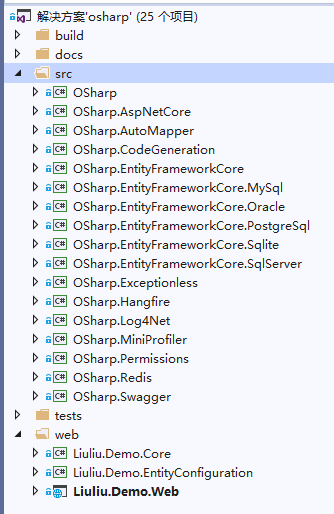 解决方案'osharp' (25 个项目)
build
docs
src
C# OSharp
C# OSharp.AspNetCore
C# OSharp.AutoMapper
C# OSharp.CodeGeneration
C# OSharp.EntityFrameworkCore
C# OSharp.EntityFrameworkCore.MySql
C# OSharp.EntityFrameworkCore.Oracle
C# OSharp.EntityFrameworkCore.PostgreSql
C# OSharp.EntityFrameworkCore.Sqlite
C# OSharp.EntityFrameworkCore.SqlServer
C# OSharp.Exceptionless
C# OSharp.Hangfire
C# OSharp.Log4Net
C# OSharp.MiniProfiler
C# OSharp.Permissions
C# OSharp.Redis
C# OSharp.Swagger
tests
web
C# Liuliu.Demo.Core
C# Liuliu.Demo.EntityConfiguration
Liuliu.Demo.Web